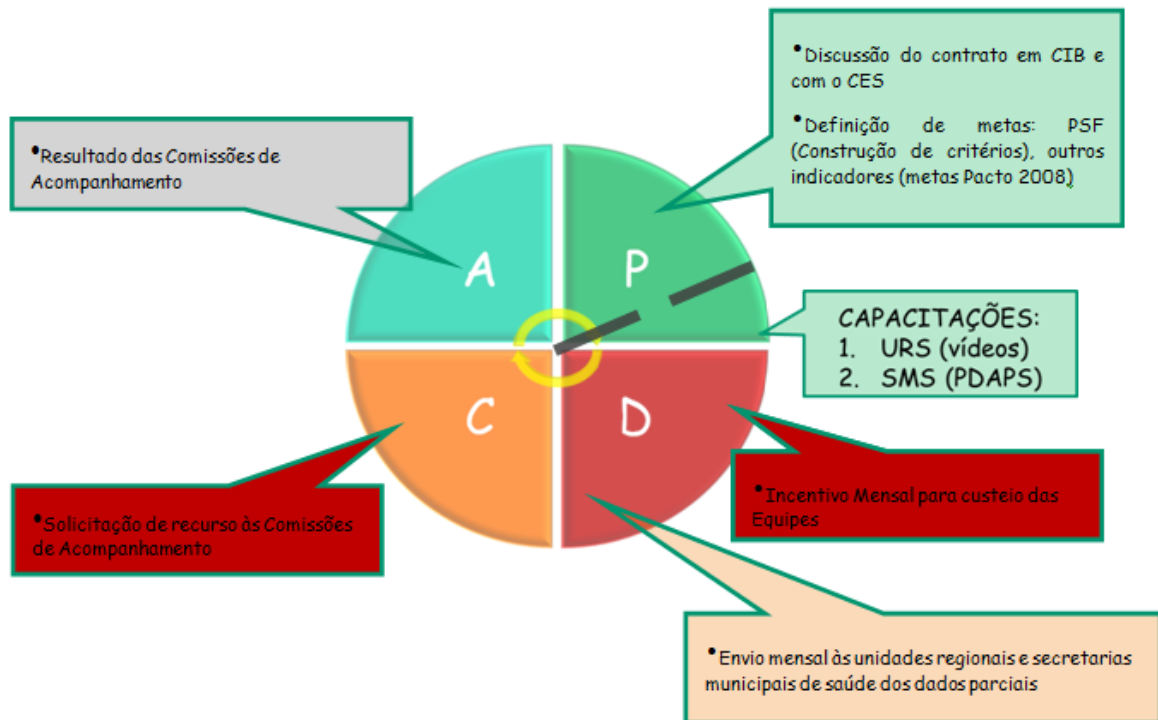 •Discussão do contrato em CIB e
com o CES
•Definição de metas: PSF
(Construção de critérios), outros
indicadores (metas Pacto 2008)
•Resultado das Comissões de
Acompanhamento
A
P
CAPACITAÇÕES:
1. URS (vídeos)
2. SMS (PDAPS)
C
D
•Incentivo Mensal para custeio das
Equipes
•Solicitação de recurso às Comissões
de Acompanhamento
•Envio mensal às unidades regionais e secretarias
municipais de saúde dos dados parciais